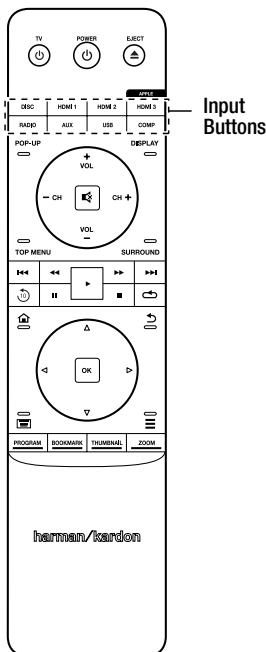 TV POWER EJECT
APPLE
DISC HDMI 1 HDMI 2 HDMI 3
RADIO AUX USB COMP
Input
Buttons
POP-UP DISPLAY
+
VOL
− CH CH +
VOL
−
TOP MENU SURROUND
10
OK
PROGRAM BOOKMARK THUMBNAIL ZOOM
harman/kardon